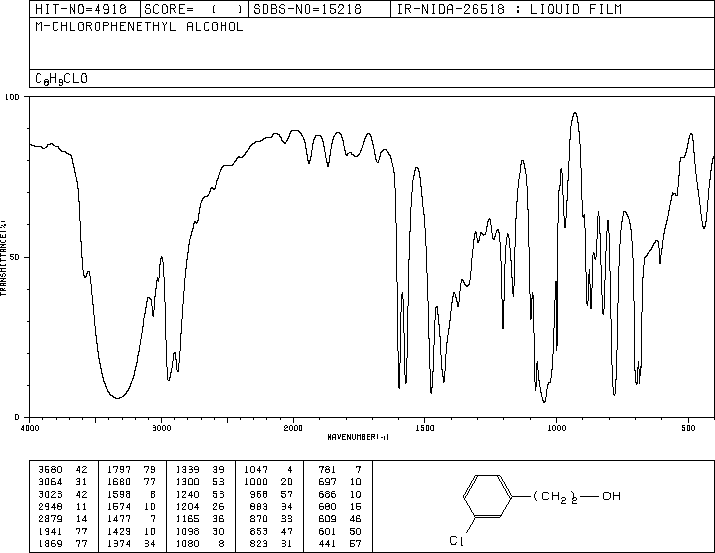 HIT-NO=4918 SCORE= ( ) SDBS-NO=15218 IR-NIDA-26518 : LIQUID FILM
M-CHLOROPHENETHYL ALCOHOL
C8H9CLO
100
50
0
TRANSMITTANCE(%)
4000 3000 2000 1500 1000 500
WAVENUMBER(-1)
3580 42 1797 79 1339 39 1047 4 781 7
3064 31 1680 77 1300 53 1000 20 697 10
3023 42 1598 8 1240 53 968 57 686 10
2948 11 1574 10 1204 26 883 34 680 15
2879 14 1477 7 1165 36 870 33 609 46
1941 77 1429 10 1098 30 853 47 601 50
1869 77 1374 34 1080 8 823 31 441 57
(CH2)2 OH
Cl